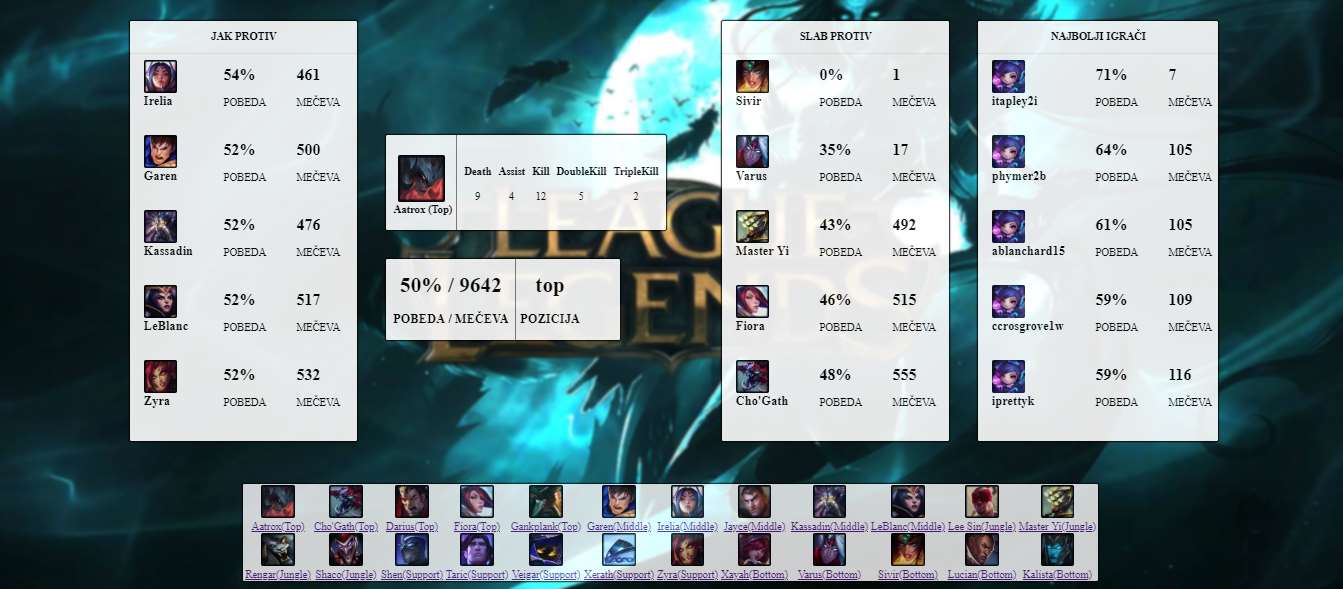 JAK PROTIV
54% 461
Irelia POBEDA MEČEVA
52% 500
Garen POBEDA MEČEVA
52% 476
Kassadin POBEDA MEČEVA
52% 517
LeBlanc POBEDA MEČEVA
52% 532
Zyra POBEDA MEČEVA
Death Assist Kill DoubleKill TripleKill
9 4 12 5 2
Aatrox (Top)
50% / 9642 top
POBEDA / MEČEVA POZICIJA
LEAGUE
LEGENDS
SLAB PROTIV
0% 1
Sivir POBEDA MEČEVA
35% 17
Varus POBEDA MEČEVA
43% 492
Master Yi POBEDA MEČEVA
46% 515
Fiora POBEDA MEČEVA
48% 555
Cho'Gath POBEDA MEČEVA
NAJBOLJI IGRAČI
71% 7
itapley2i POBEDA MEČEVA
64% 105
phymer2b POBEDA MEČEVA
61% 105
ablanchard15 POBEDA MEČEVA
59% 109
ccrosgrove1w POBEDA MEČEVA
59% 116
iprettyk POBEDA MEČEVA
Aatrox(Top) Cho'Gath(Top) Darius(Top) Fiora(Top) Gankplank(Top) Garen(Middle) Irelia(Middle) Jayce(Middle) Kassadin(Middle) LeBlanc(Middle) Lee Sin(Jungle) Master Yi(Jungle)
Rengar(Jungle) Shaco(Jungle) Shen(Support) Taric(Support) Veigar(Support) Xerath(Support) Zyra(Support) Xayah(Bottom) Varus(Bottom) Sivir(Bottom) Lucian(Bottom) Kalista(Bottom)